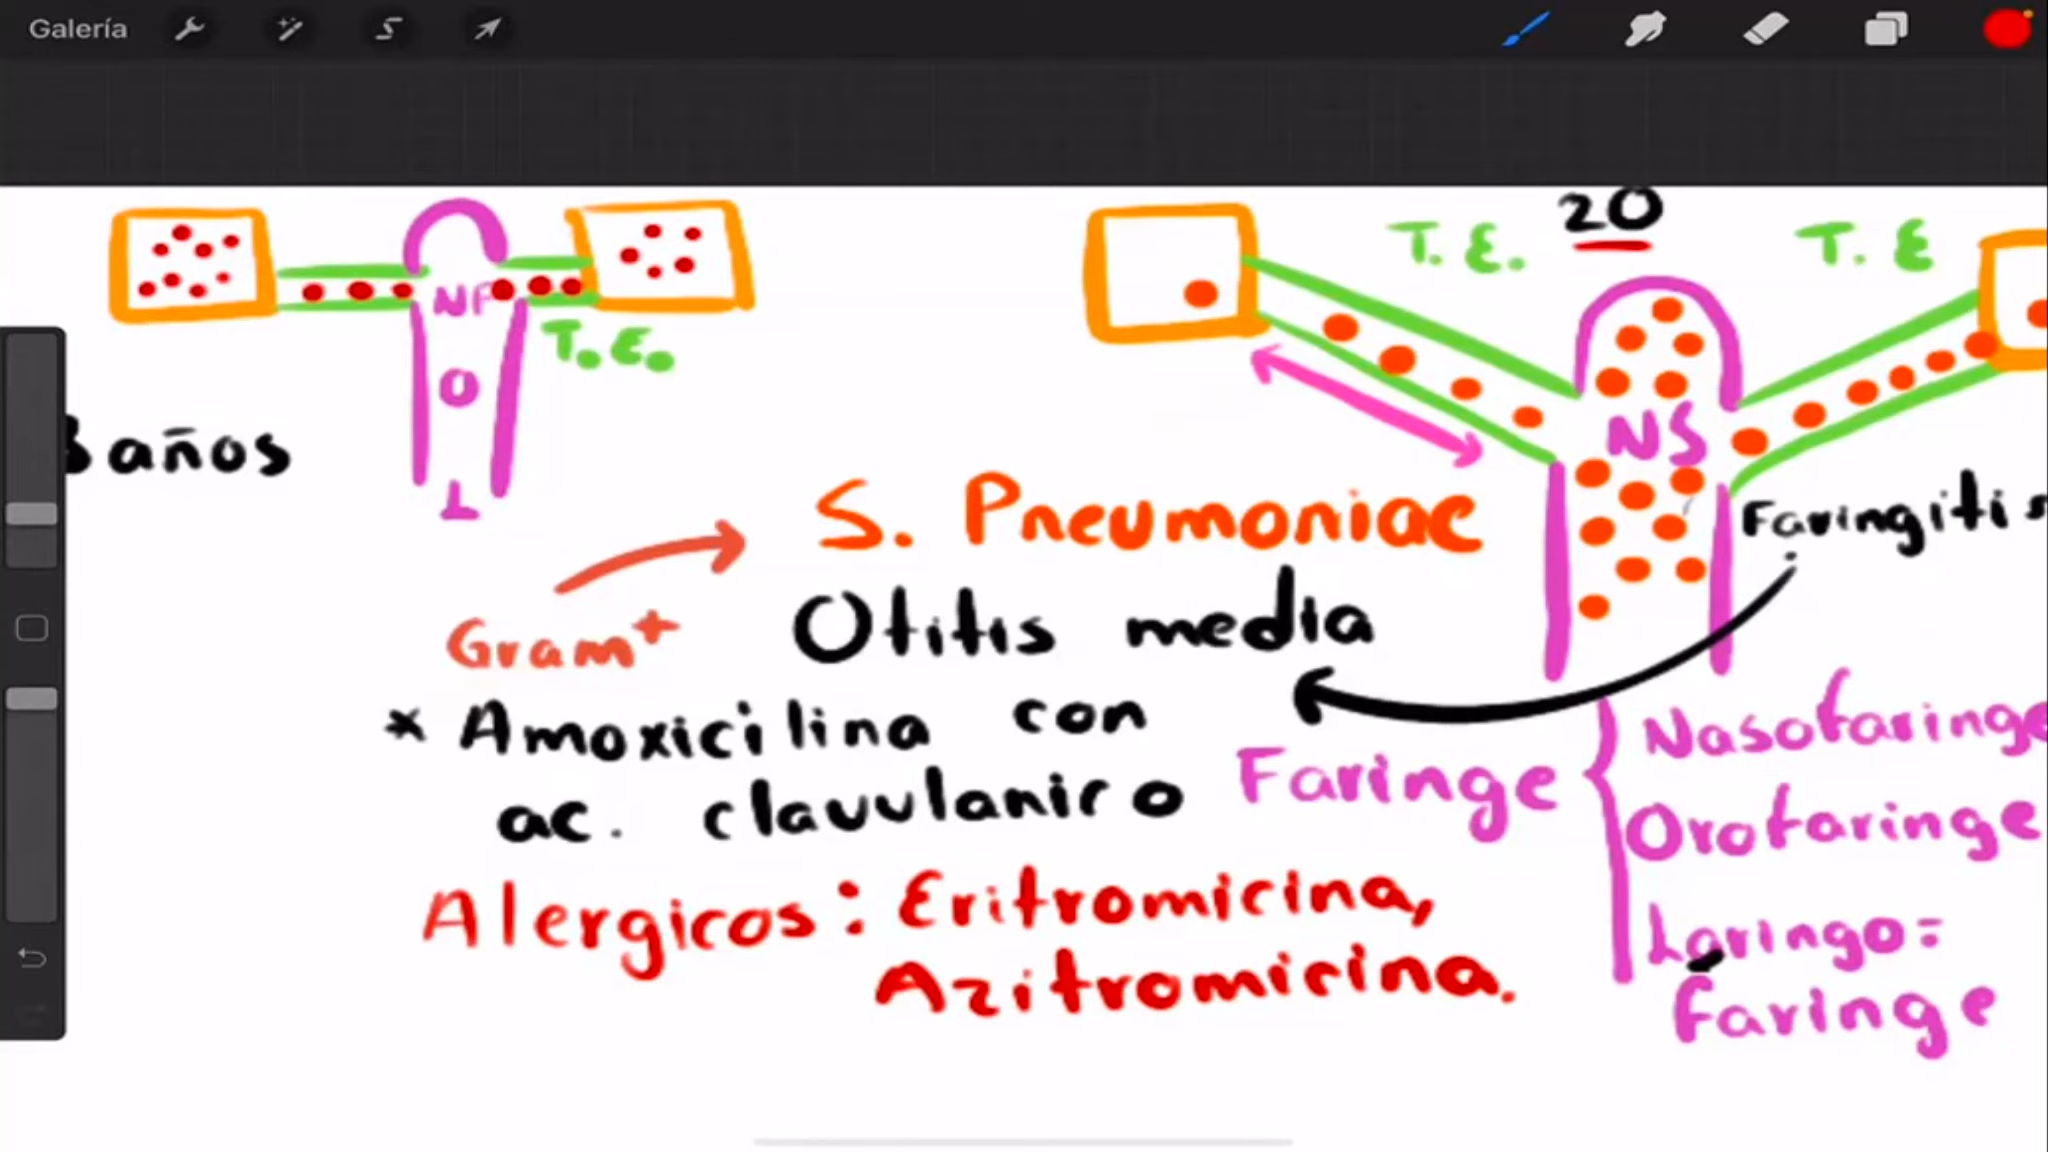 Galería
20
T. E.
T. E
NF
T. E.
O
L
Baños
NS
S. Pneumoniae
Faringitis
Gram+
Otitis media
* Amoxicilina con
ac. clavulanico
Faringe
Nasofaringe
Orofaringe
Laringo=
faringe
Alergicos: Eritromicina,
Azitromicina.